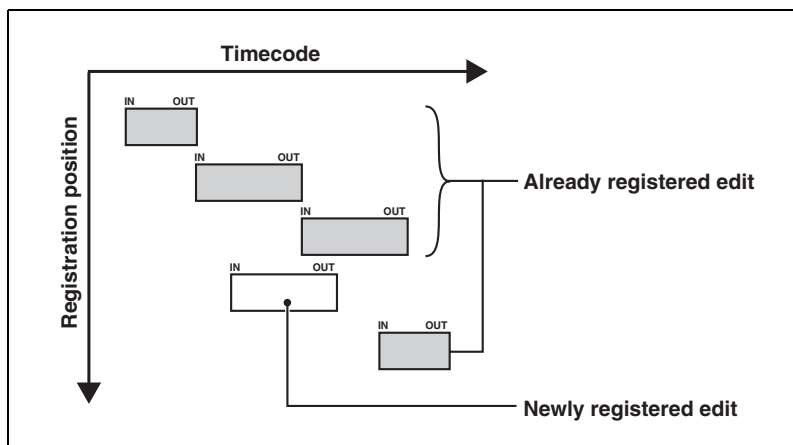 Timecode
Registration position
IN OUT
IN OUT
IN OUT
Already registered edit
IN OUT
IN OUT
Newly registered edit